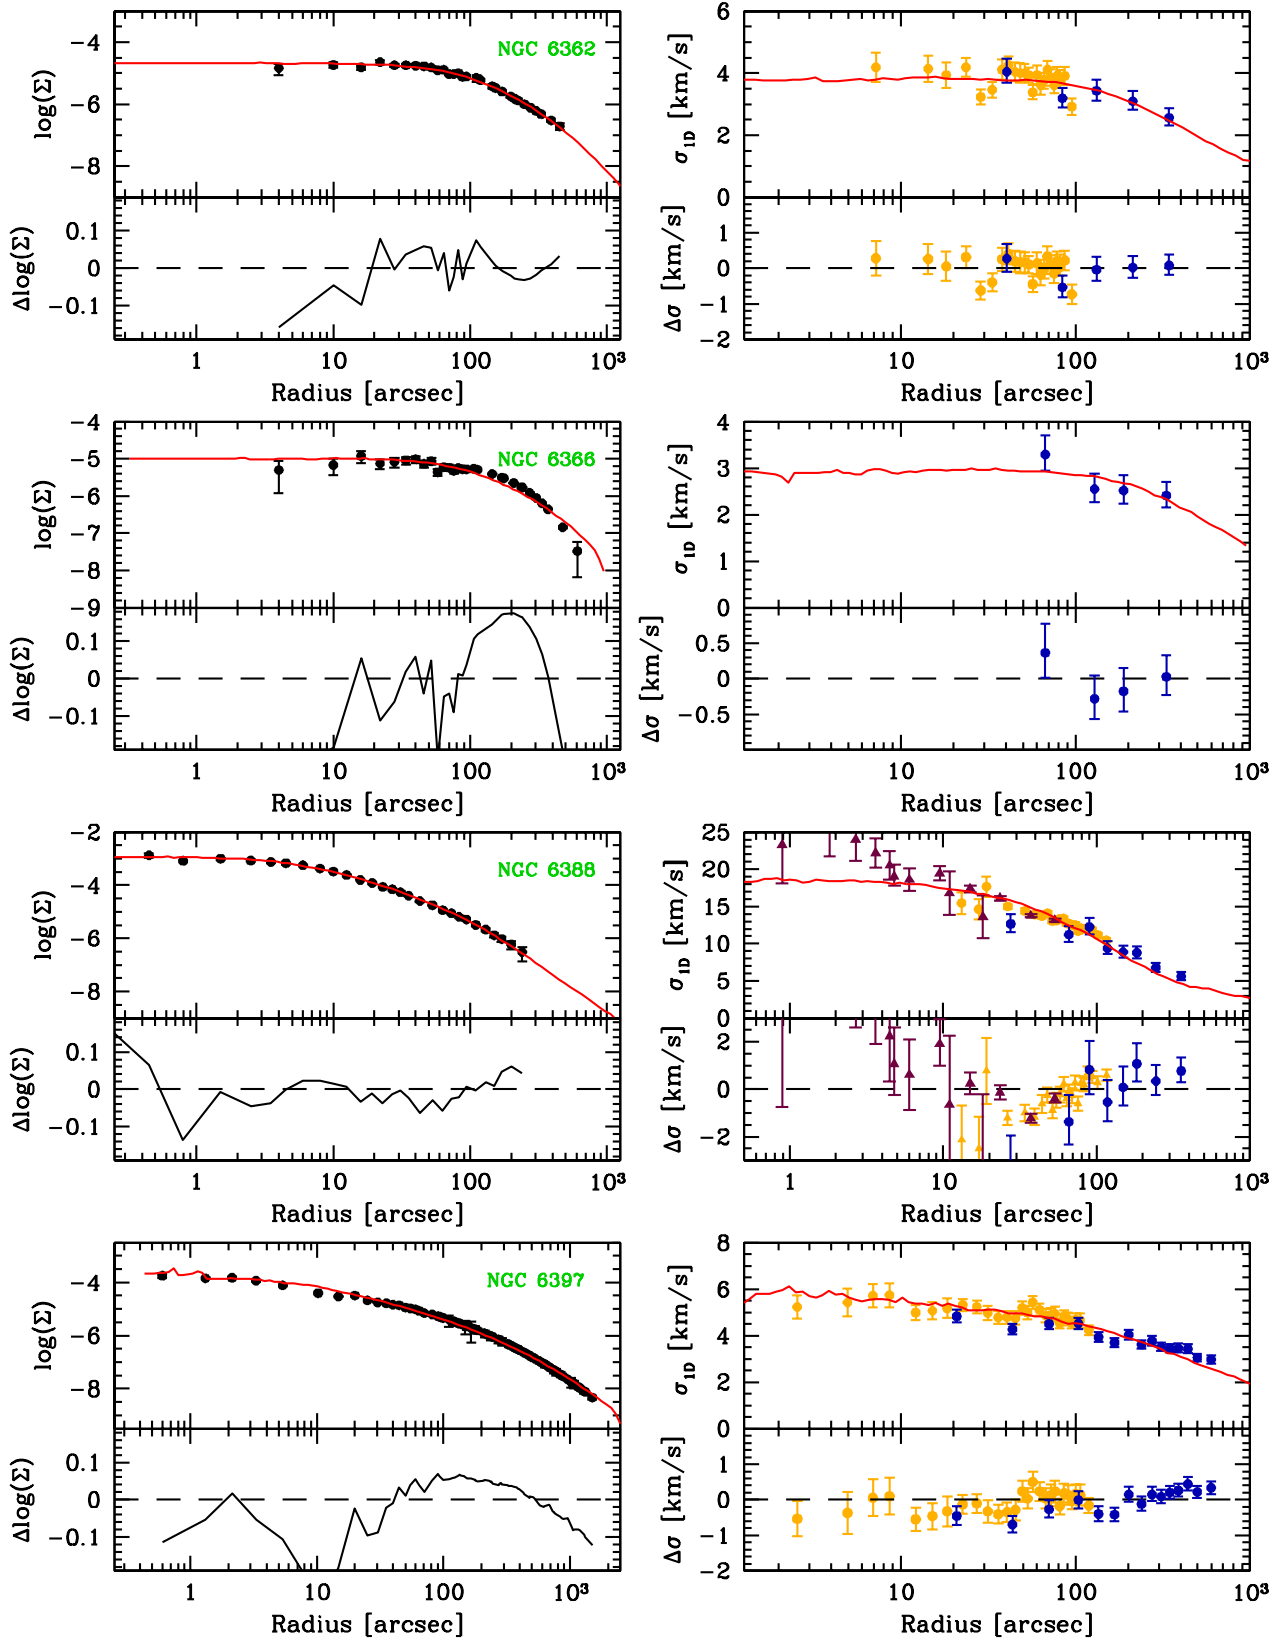 NGC 6362
log(Σ)
−4
−6
−8
Δlog(Σ)
0.1
0
−0.1
1 10 100 10³
Radius [arcsec]
σ1D [km/s]
6
4
2
0
Δσ [km/s]
1
0
−1
−2
10 100 10³
Radius [arcsec]
NGC 6366
log(Σ)
−4
−5
−6
−7
−8
−9
Δlog(Σ)
0.1
0
−0.1
1 10 100 10³
Radius [arcsec]
σ1D [km/s]
4
3
2
1
0
Δσ [km/s]
0.5
0
−0.5
10 100 10³
Radius [arcsec]
NGC 6388
log(Σ)
−2
−4
−6
−8
Δlog(Σ)
0.1
0
−0.1
1 10 100 10³
Radius [arcsec]
σ1D [km/s]
25
20
15
10
5
0
Δσ [km/s]
2
0
−2
1 10 100 10³
Radius [arcsec]
NGC 6397
log(Σ)
−4
−6
−8
Δlog(Σ)
0.1
0
−0.1
1 10 100 10³
Radius [arcsec]
σ1D [km/s]
8
6
4
2
0
Δσ [km/s]
1
0
−1
−2
10 100 10³
Radius [arcsec]